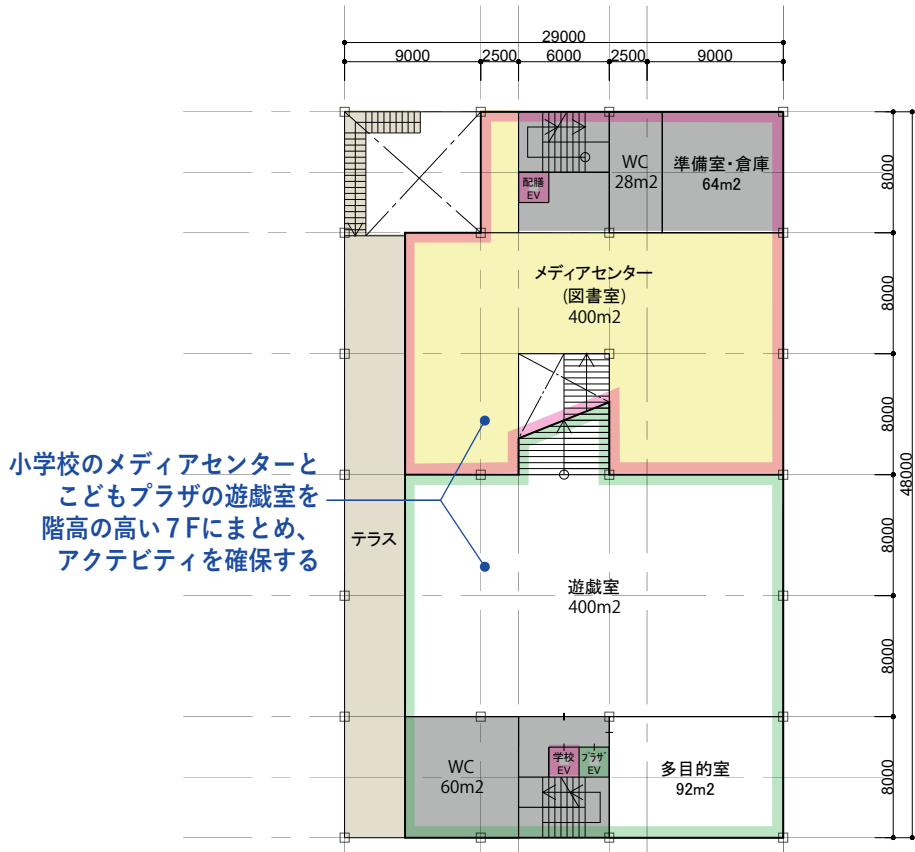 29000
9000 2500 6000 2500 9000
WC
28m2
準備室・倉庫
64m2
配膳
EV
8000
メディアセンター
(図書室)
400m2
8000
8000
48000
小学校のメディアセンターと
こどもプラザの遊戯室を
階高の高い7Fにまとめ、
アクテビティを確保する
テラス
8000
遊戯室
400m2
8000
学校
EV
プラザ
EV
WC
60m2
多目的室
92m2
8000